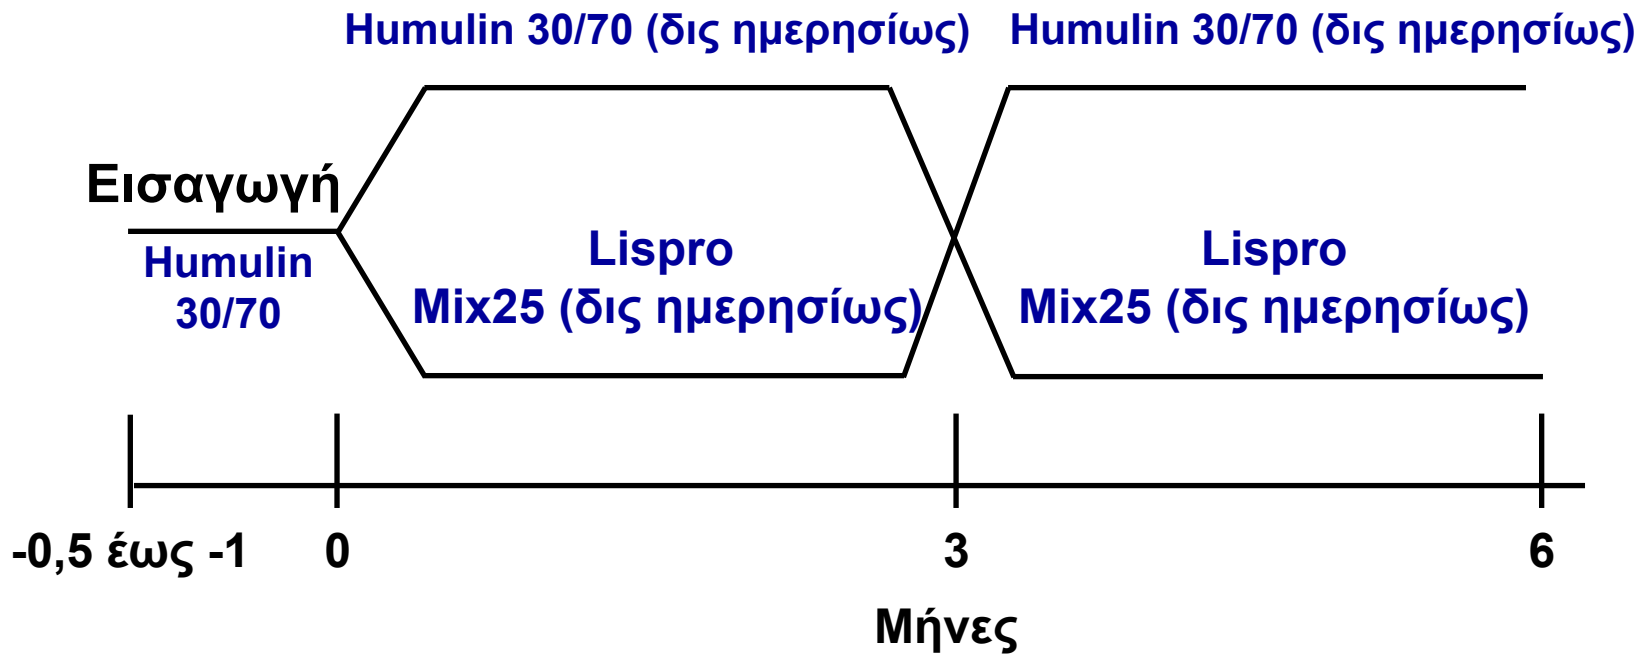 Humulin 30/70 (δις ημερησίως) Humulin 30/70 (δις ημερησίως)
Εισαγωγή
Humulin
30/70
Lispro
Mix25 (δις ημερησίως)
Lispro
Mix25 (δις ημερησίως)
-0,5 έως -1 0 3 6
Μήνες